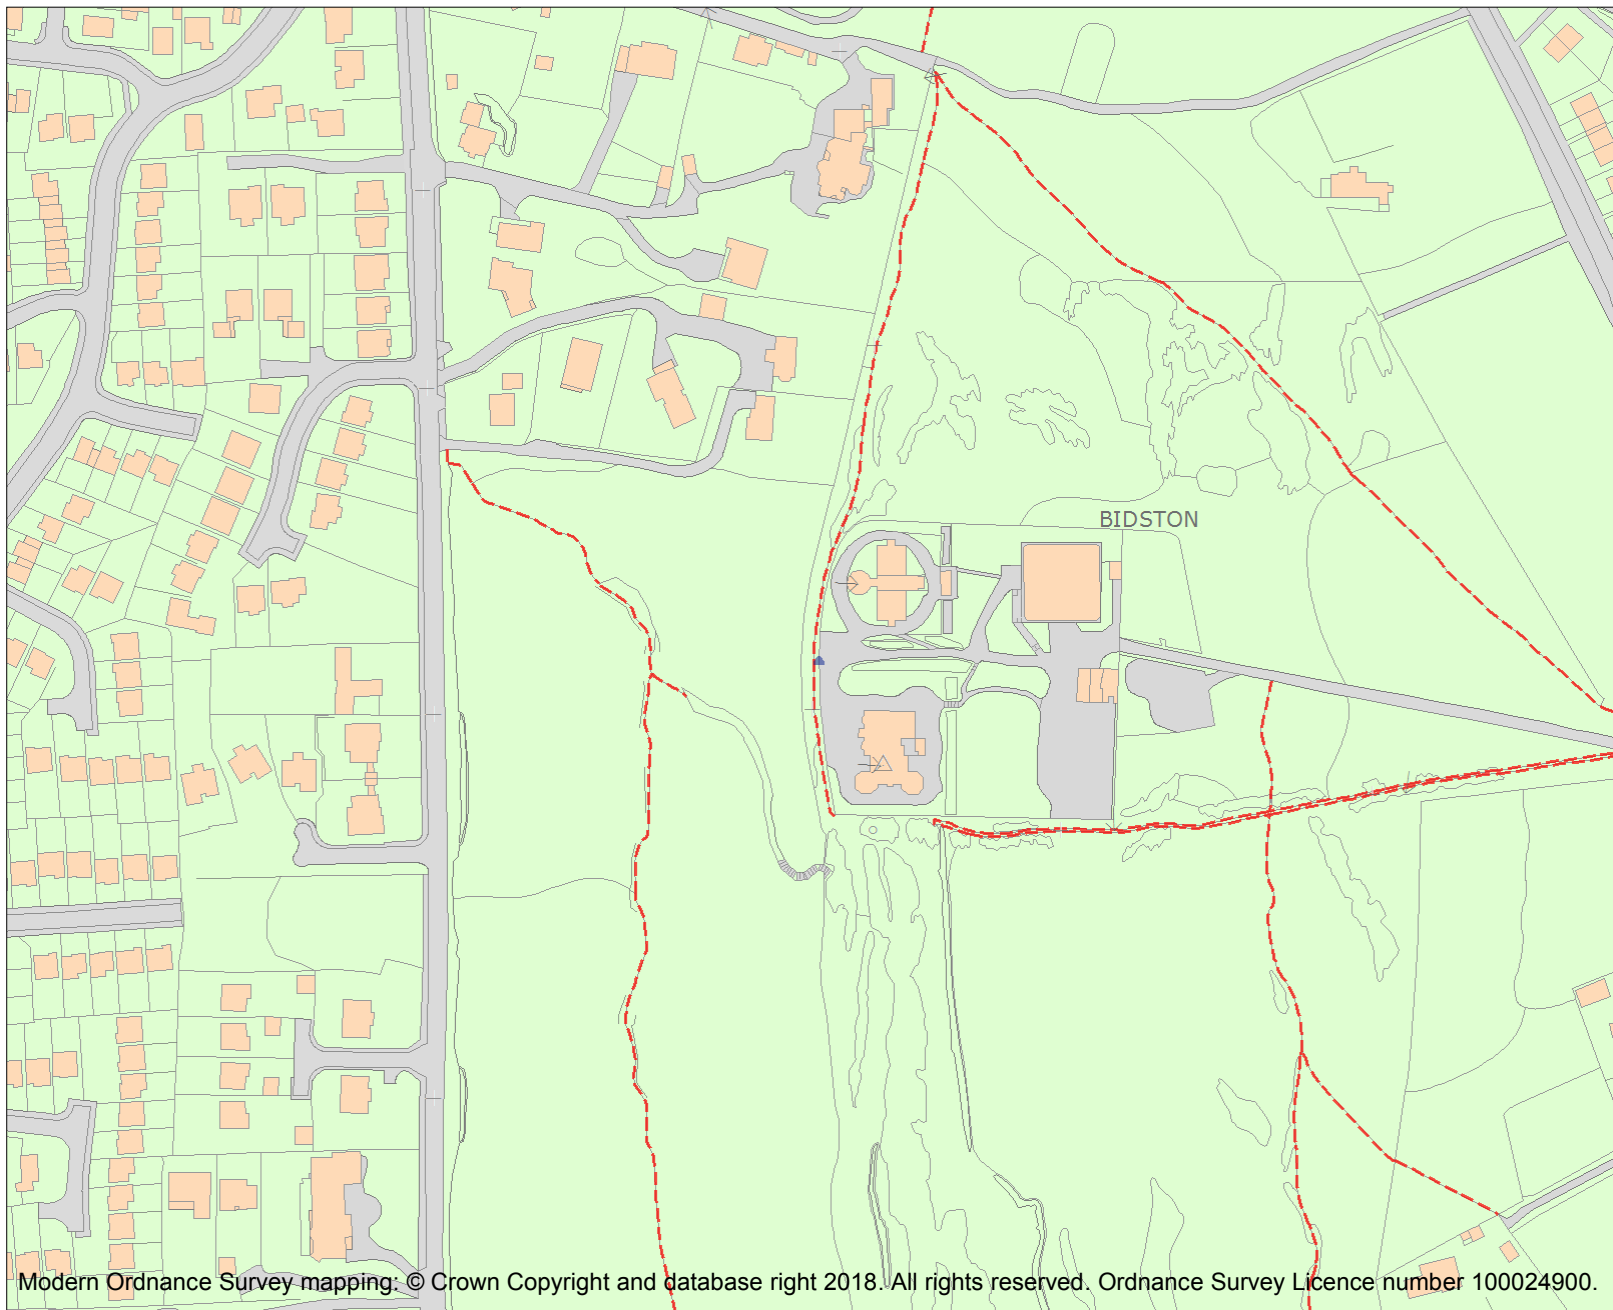 BIDSTON
Modern Ordnance Survey mapping: © Crown Copyright and database right 2018. All rights reserved. Ordnance Survey Licence number 100024900.